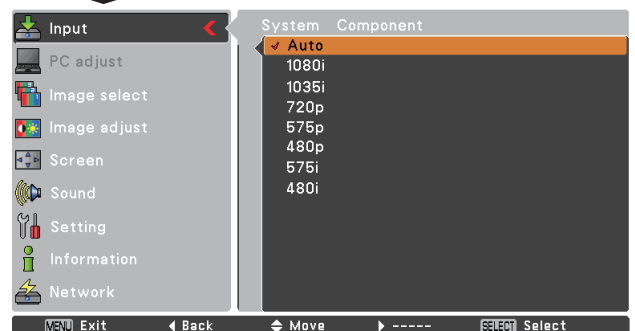 Input
PC adjust
Image select
Image adjust
Screen
Sound
Setting
Information
Network
System Component
Auto
1080i
1035i
720p
575p
480p
575i
480i
MENU Exit Back Move ----- SELECT Select